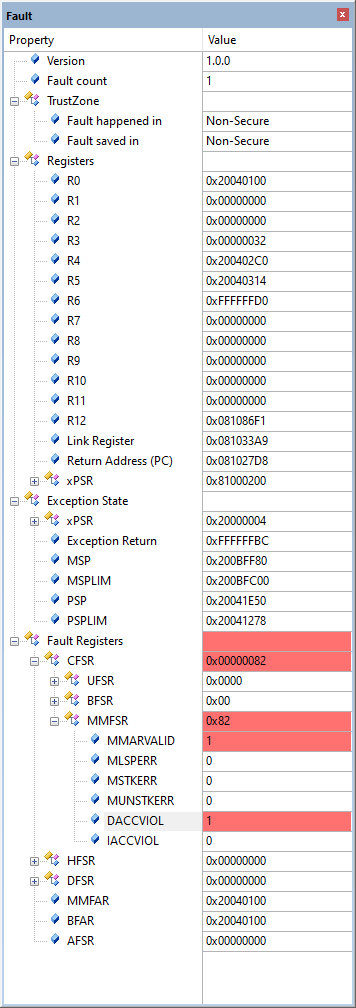 Fault
Property Value
Version 1.0.0
Fault count 1
TrustZone
Fault happened in Non-Secure
Fault saved in Non-Secure
Registers
R0 0x20040100
R1 0x00000000
R2 0x00000000
R3 0x00000032
R4 0x200402C0
R5 0x20040314
R6 0xFFFFFFD0
R7 0x00000000
R8 0x00000000
R9 0x00000000
R10 0x00000000
R11 0x00000000
R12 0x081086F1
Link Register 0x081033A9
Return Address (PC) 0x081027D8
xPSR 0x81000200
Exception State
xPSR 0x20000004
Exception Return 0xFFFFFFBC
MSP 0x200BFF80
MSPLIM 0x200BFC00
PSP 0x20041E50
PSPLIM 0x20041278
Fault Registers
CFSR 0x00000082
UFSR 0x0000
BFSR 0x00
MMFSR 0x82
MMARVALID 1
MLSPERR 0
MSTKERR 0
MUNSTKERR 0
DACCVIOL 1
IACCVIOL 0
HFSR 0x00000000
DFSR 0x00000000
MMFAR 0x20040100
BFAR 0x20040100
AFSR 0x00000000